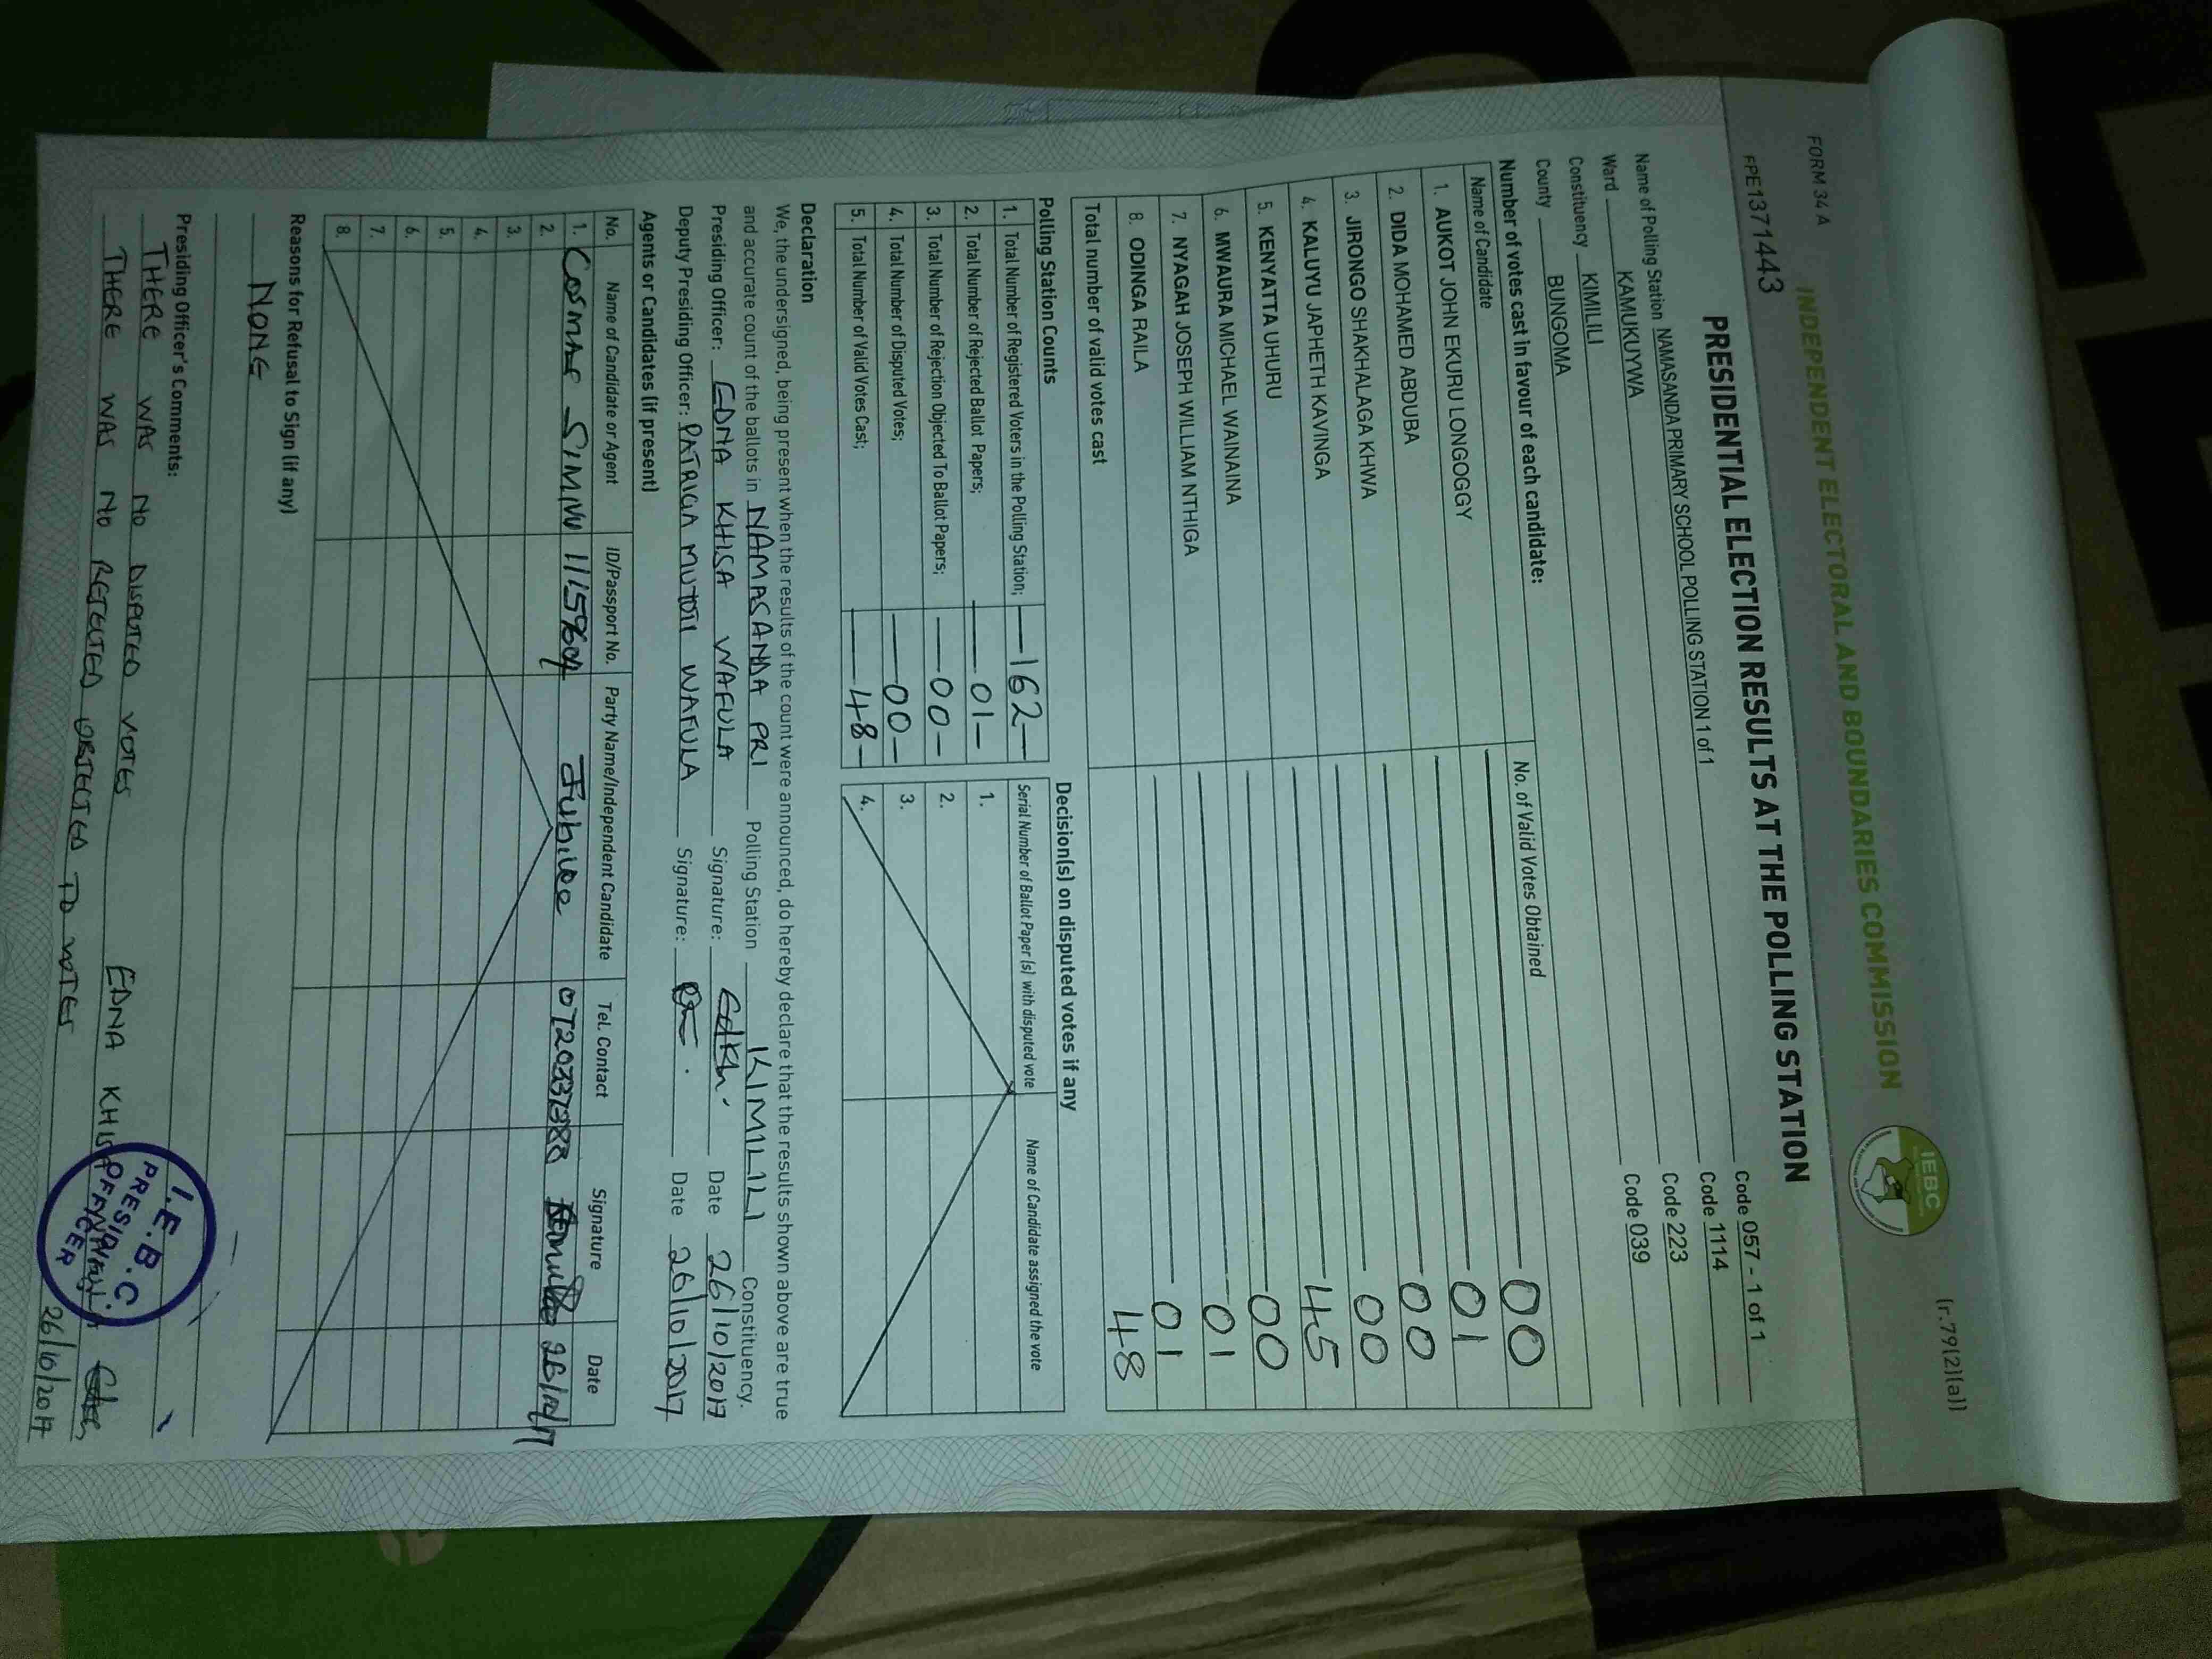 FORM 34 A
(r.79(2)(a))
INDEPENDENT ELECTORAL AND BOUNDARIES COMMISSION
IEBC
FPE1371443
PRESIDENTIAL ELECTION RESULTS AT THE POLLING STATION
Name of Polling Station NAMASANDA PRIMARY SCHOOL POLLING STATION 1 of 1 Code 057 - 1 of 1
Ward KAMUKUYWA Code 1114
Constituency KIMILILI Code 223
County BUNGOMA Code 039
Number of votes cast in favour of each candidate:
Name of Candidate No. of Valid Votes Obtained
1. AUKOT JOHN EKURU LONGOGGY 00
2. DIDA MOHAMED ABDUBA 01
3. JIRONGO SHAKHALAGA KHWA 00
4. KALUYU JAPHETH KAVINGA 00
5. KENYATTA UHURU 45
6. MWAURA MICHAEL WAINAINA 00
7. NYAGAH JOSEPH WILLIAM NTHIGA 01
8. ODINGA RAILA 01
Total number of valid votes cast 48
Polling Station Counts
1. Total Number of Registered Voters in the Polling Station; 162
2. Total Number of Rejected Ballot Papers; 01
3. Total Number of Rejection Objected To Ballot Papers; 00
4. Total Number of Disputed Votes; 00
5. Total Number of Valid Votes Cast; 48
Decision(s) on disputed votes if any
Serial Number of Ballot Paper (s) with disputed vote Name of Candidate assigned the vote
1.
2.
3.
4.
Declaration
We, the undersigned, being present when the results of the count were announced, do hereby declare that the results shown above are true
and accurate count of the ballots in NAMASANDA PRI Polling Station KIMILILI Constituency.
Presiding Officer: EDNA KHISA WAFULA Signature: Date 26/10/2017
Deputy Presiding Officer: PATRICIA MUTOTI WAFULA Signature: Date 26/10/2017
Agents or Candidates (if present)
No. Name of Candidate or Agent ID/Passport No. Party Name/Independent Candidate Tel. Contact Signature Date
1. Cosmas Jubilee 26/10/17
2.
3.
4.
5.
6.
7.
8.
Reasons for Refusal to Sign (if any)
NONE
Presiding Officer's Comments:
THERE WAS NO DISPUTED VOTES
THERE WAS NO REJECTED OBJECTED TO VOTES
EDNA KHISA
26/10/2017
I.E.B.C.
PRESIDING
OFFICER